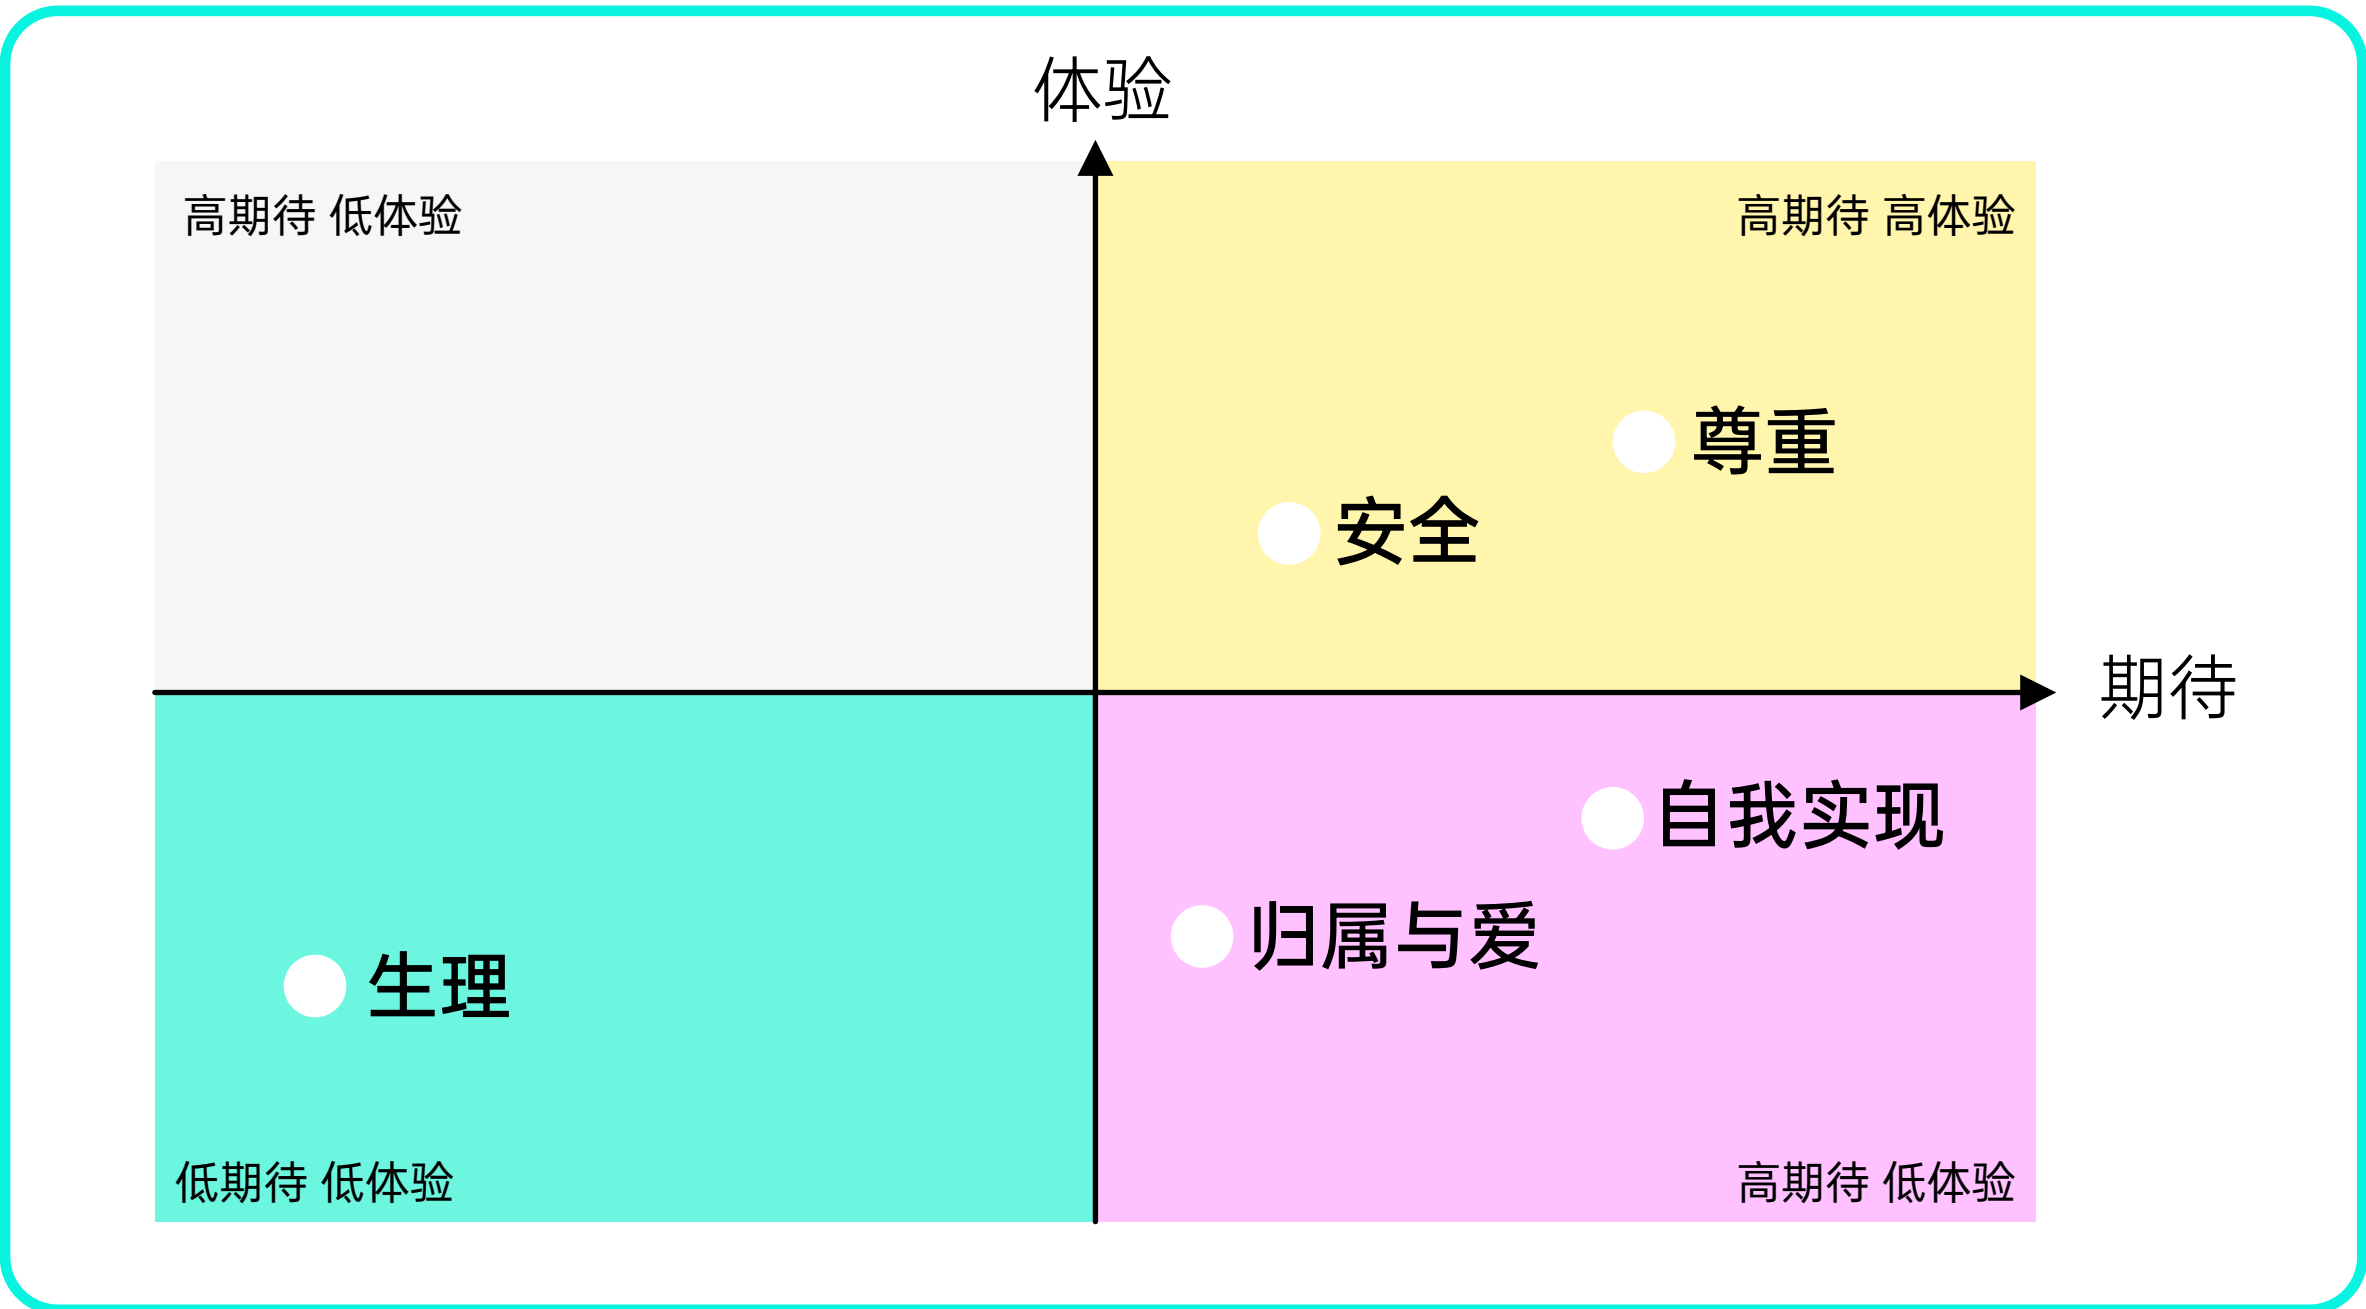 体验
高期待 低体验
高期待 高体验
尊重
安全
期待
自我实现
归属与爱
生理
低期待 低体验
高期待 低体验